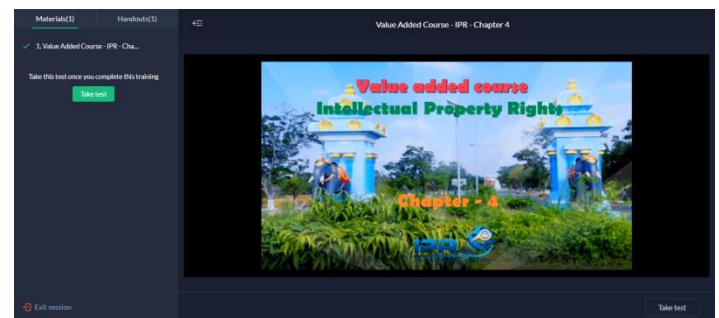 Materials(1)
Handouts(1)
1. Value Added Course - IPR - Cha...
Take this test once you complete this training
Take test
Exit session
Value Added Course - IPR - Chapter 4
Value added course
Intellectual Property Rights
Chapter - 4
IPR
Take test